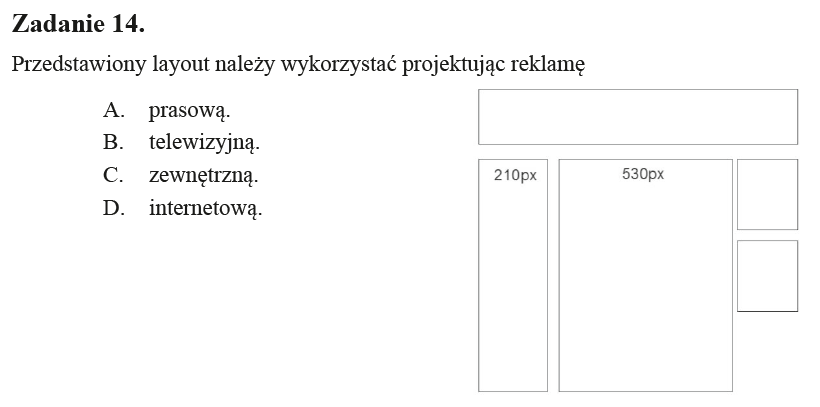 Zadanie 14.
Przedstawiony layout należy wykorzystać projektując reklamę
A. prasową.
B. telewizyjną.
C. zewnętrzną.
D. internetową.
210px
530px